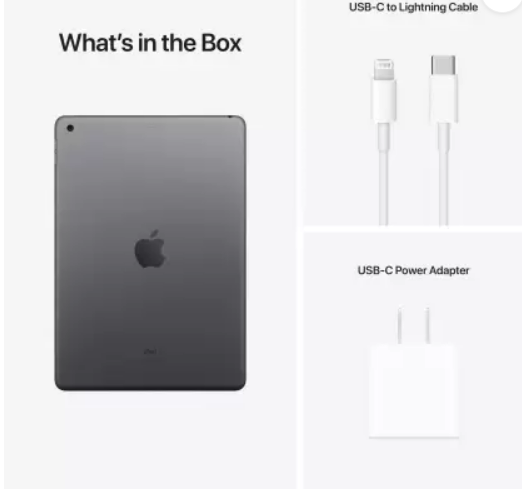 What's in the Box
USB-C to Lightning Cable
USB-C Power Adapter